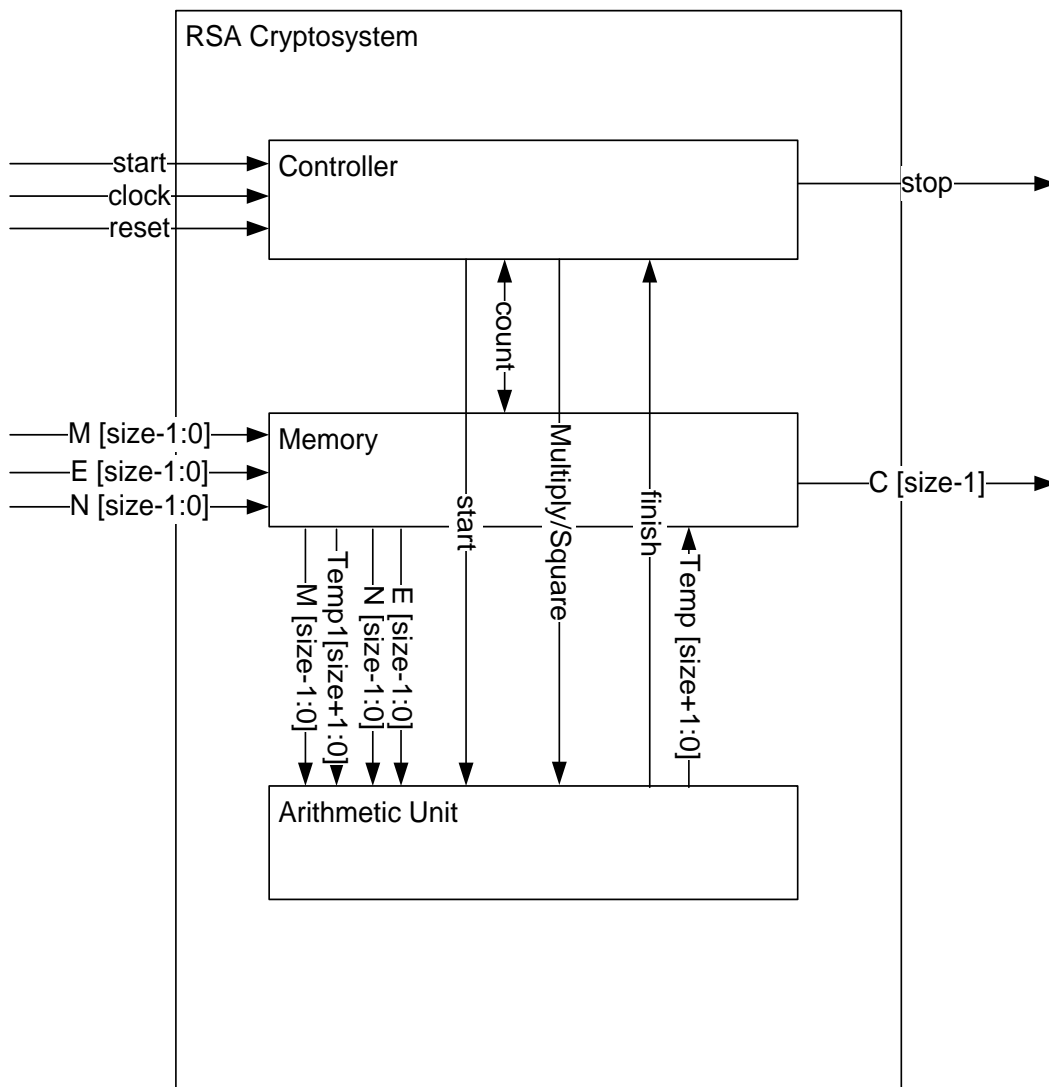 RSA Cryptosystem
start
clock
reset
Controller
stop
count
M [size-1:0]
E [size-1:0]
N [size-1:0]
Memory
C [size-1]
start
Multiply/Square
finish
M [size-1:0]
Temp1[size+1:0]
N [size-1:0]
E [size-1:0]
Temp [size+1:0]
Arithmetic Unit